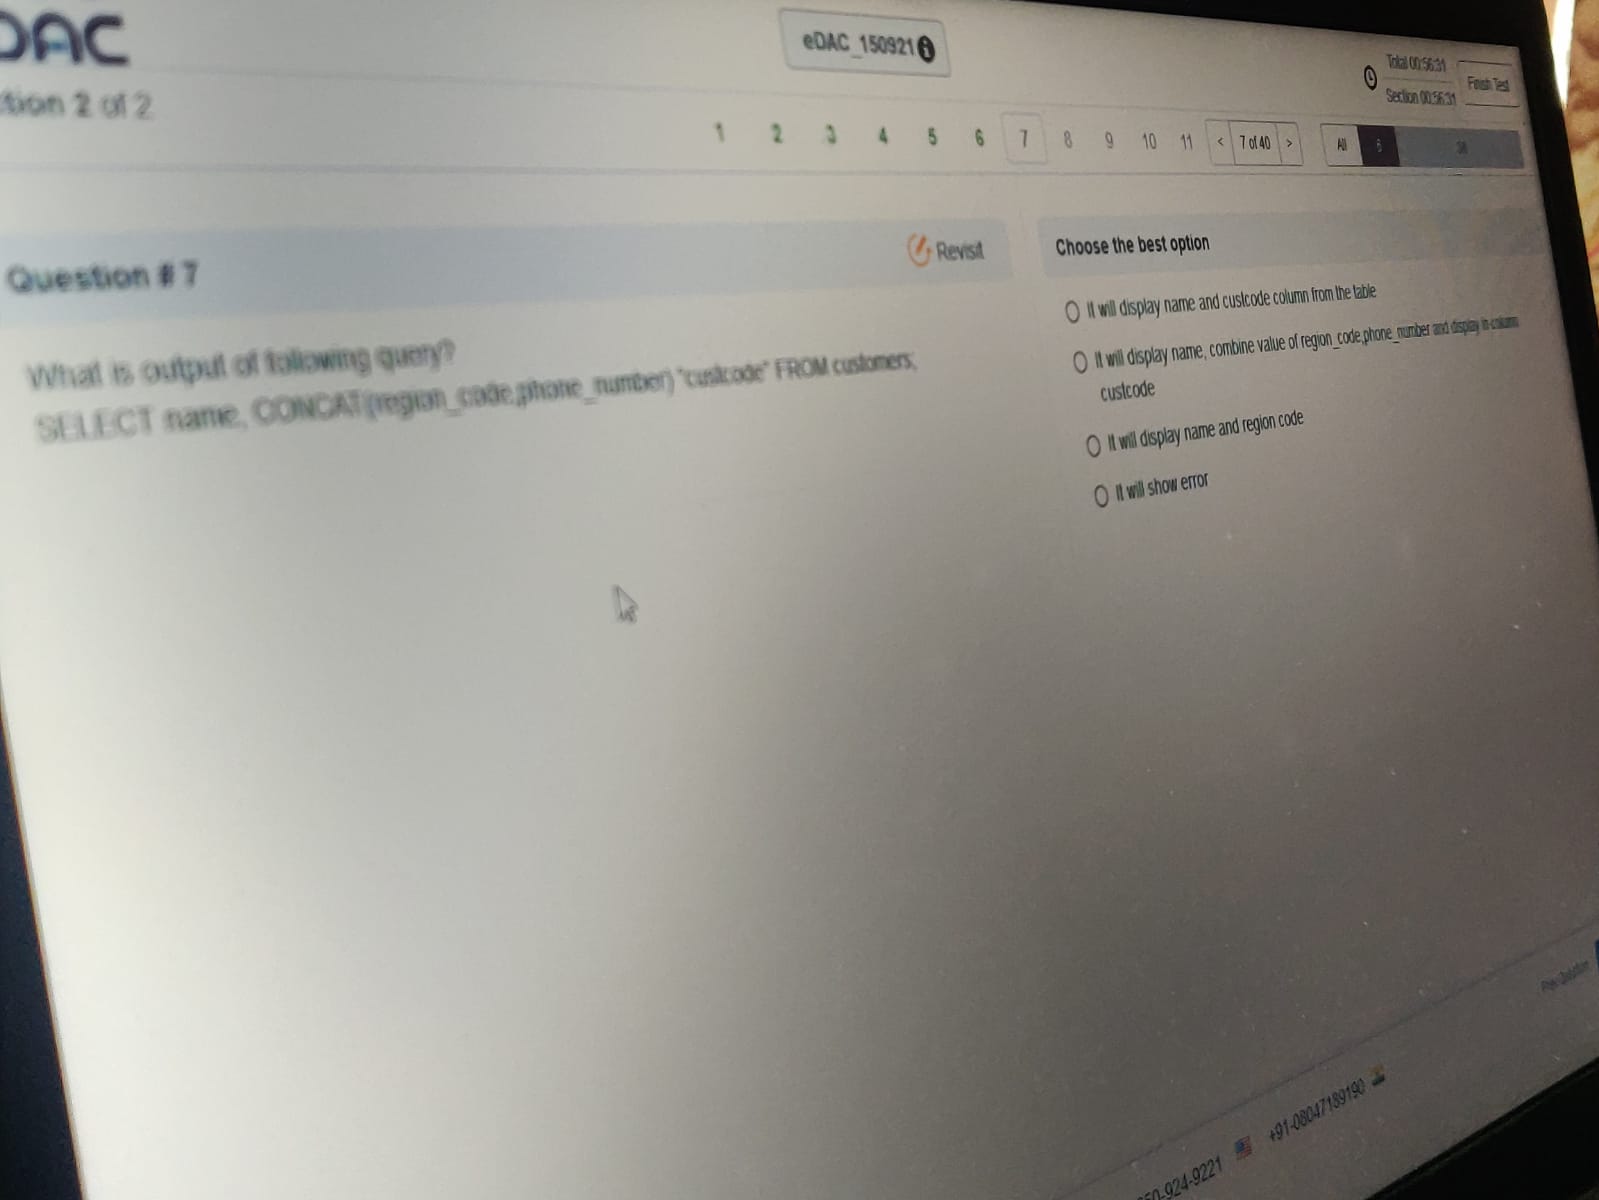 DAC
eDAC_150921
Total 00:56:31
Section 00:56:31
Finish Test
tion 2 of 2
1 2 3 4 5 6 7 8 9 10 11 < 7 of 40 > All 6
Question # 7
Revisit
Choose the best option
What is output of following query?
SELECT name, CONCAT(region_code,phone_number) "custcode" FROM customers;
It will display name and custcode column from the table
It will display name, combine value of region_code,phone_number and display in column
custcode
It will display name and region code
It will show error
50-924-9221
+91-08047189190